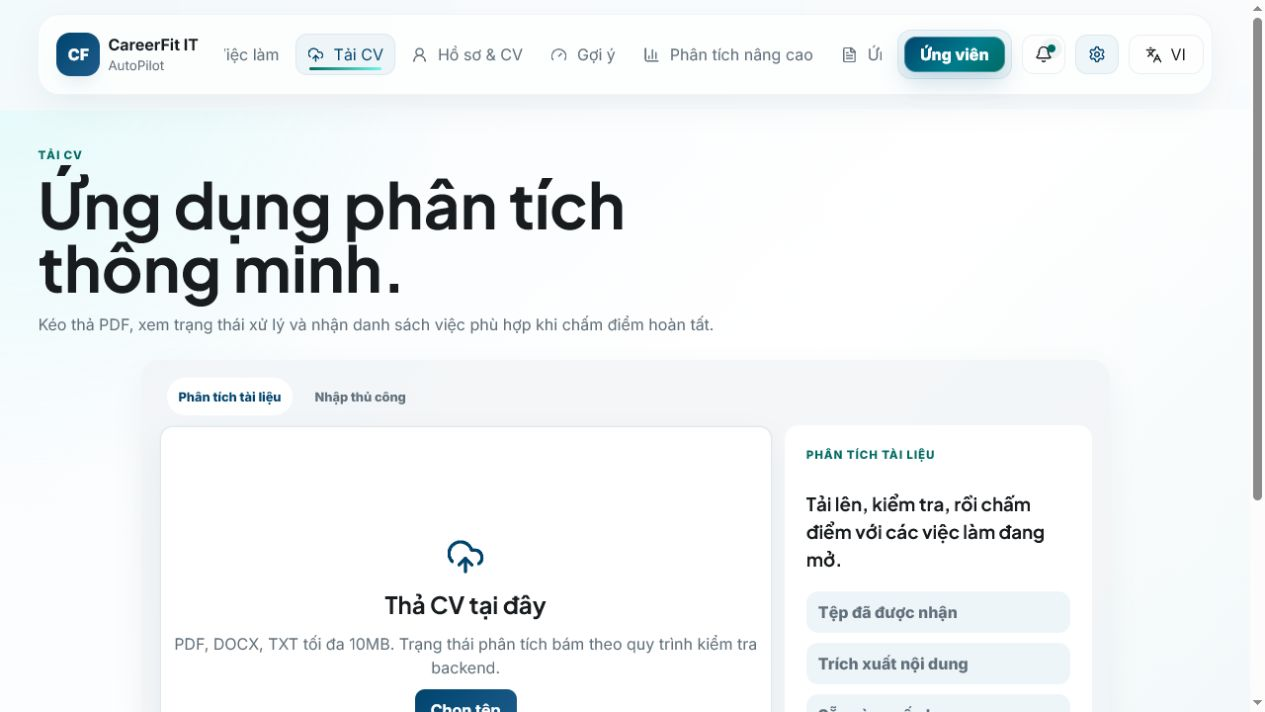 CF
CareerFit IT
AutoPilot
Việc làm
Tải CV
Hồ sơ & CV
Gợi ý
Phân tích nâng cao
Ứ
Ứng viên
VI
TẢI CV
Ứng dụng phân tích
thông minh.
Kéo thả PDF, xem trạng thái xử lý và nhận danh sách việc phù hợp khi chấm điểm hoàn tất.
Phân tích tài liệu
Nhập thủ công
Thả CV tại đây
PDF, DOCX, TXT tối đa 10MB. Trạng thái phân tích bám theo quy trình kiểm tra
backend.
Chọn tệp
PHÂN TÍCH TÀI LIỆU
Tải lên, kiểm tra, rồi chấm
điểm với các việc làm đang
mở.
Tệp đã được nhận
Trích xuất nội dung